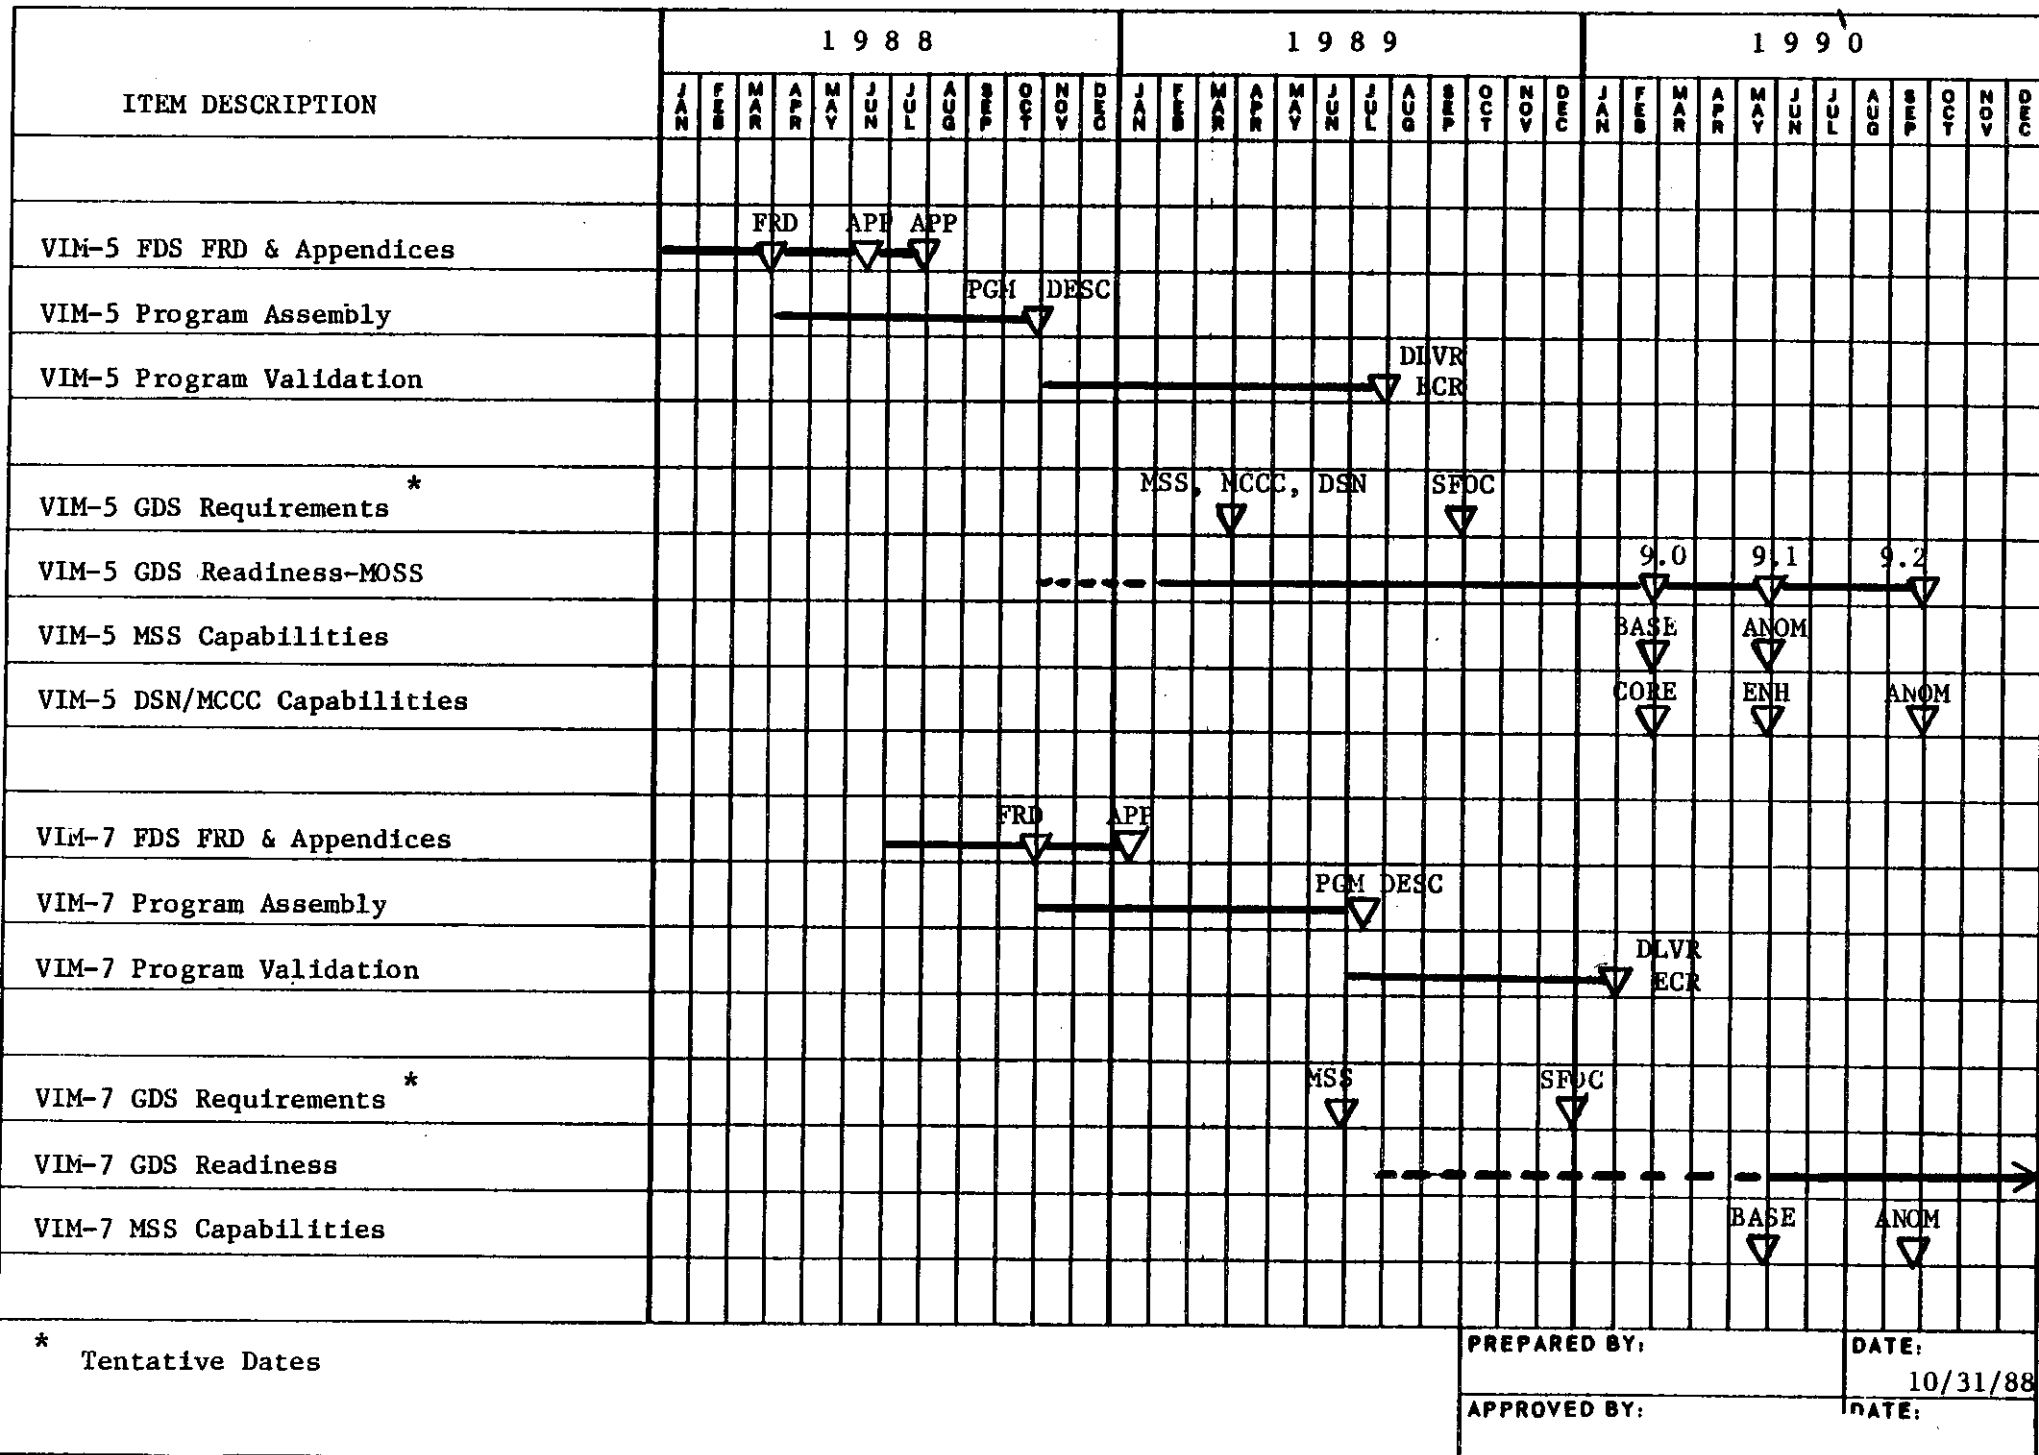 1 9 8 8 1 9 8 9 1 9 9 0
ITEM DESCRIPTION JAN FEB MAR APR MAY JUN JUL AUG SEP OCT NOV DEC JAN FEB MAR APR MAY JUN JUL AUG SEP OCT NOV DEC JAN FEB MAR APR MAY JUN JUL AUG SEP OCT NOV DEC
FRD APP APP
VIM-5 FDS FRD & Appendices
PGM DESC
VIM-5 Program Assembly
DLVR
VIM-5 Program Validation ECR
* MSS, MCCC, DSN SFOC
VIM-5 GDS Requirements
9.0 9.1 9.2
VIM-5 GDS Readiness-MOSS
BASE ANOM
VIM-5 MSS Capabilities
CORE ENH ANOM
VIM-5 DSN/MCCC Capabilities
FRD APP
VIM-7 FDS FRD & Appendices
PGM DESC
VIM-7 Program Assembly
DLVR
VIM-7 Program Validation ECR
* MSS SFOC
VIM-7 GDS Requirements
VIM-7 GDS Readiness
BASE ANOM
VIM-7 MSS Capabilities
* Tentative Dates
PREPARED BY: DATE:
10/31/88
APPROVED BY: DATE: